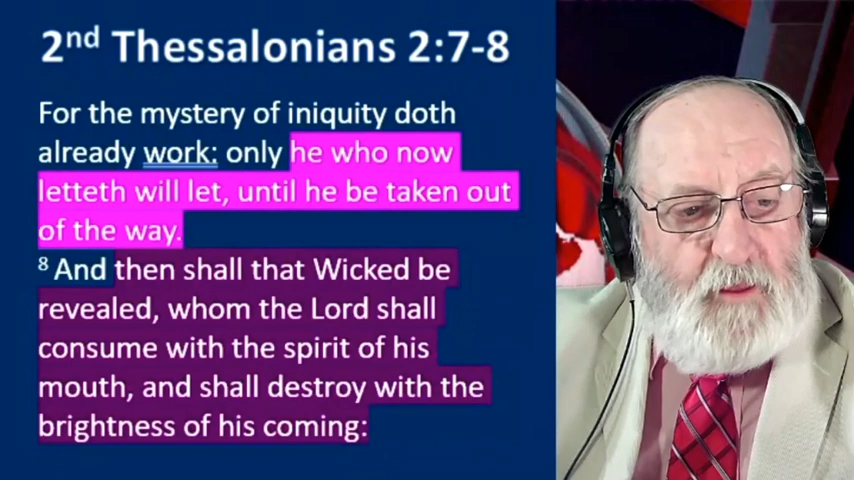 2nd Thessalonians 2:7-8
For the mystery of iniquity doth
already work: only he who now
letteth will let, until he be taken out
of the way.
8 And then shall that Wicked be
revealed, whom the Lord shall
consume with the spirit of his
mouth, and shall destroy with the
brightness of his coming: